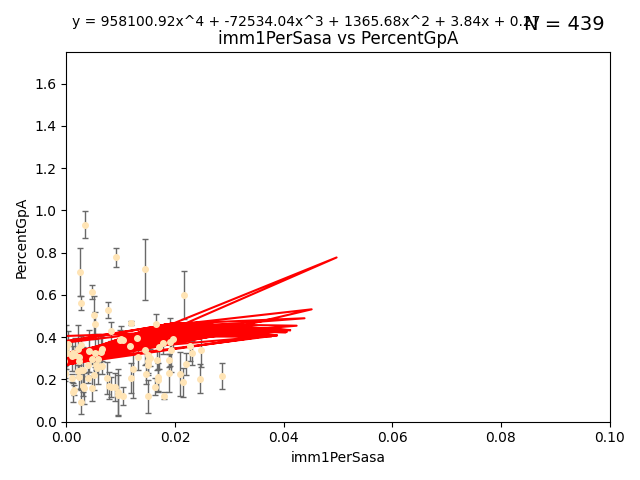 y = 958100.92x^4 + -72534.04x^3 + 1365.68x^2 + 3.84x + 0.27
N = 439
imm1PerSasa vs PercentGpA
1.6
1.4
1.2
1.0
0.8
0.6
0.4
0.2
0.0
PercentGpA
0.00 0.02 0.04 0.06 0.08 0.10
imm1PerSasa